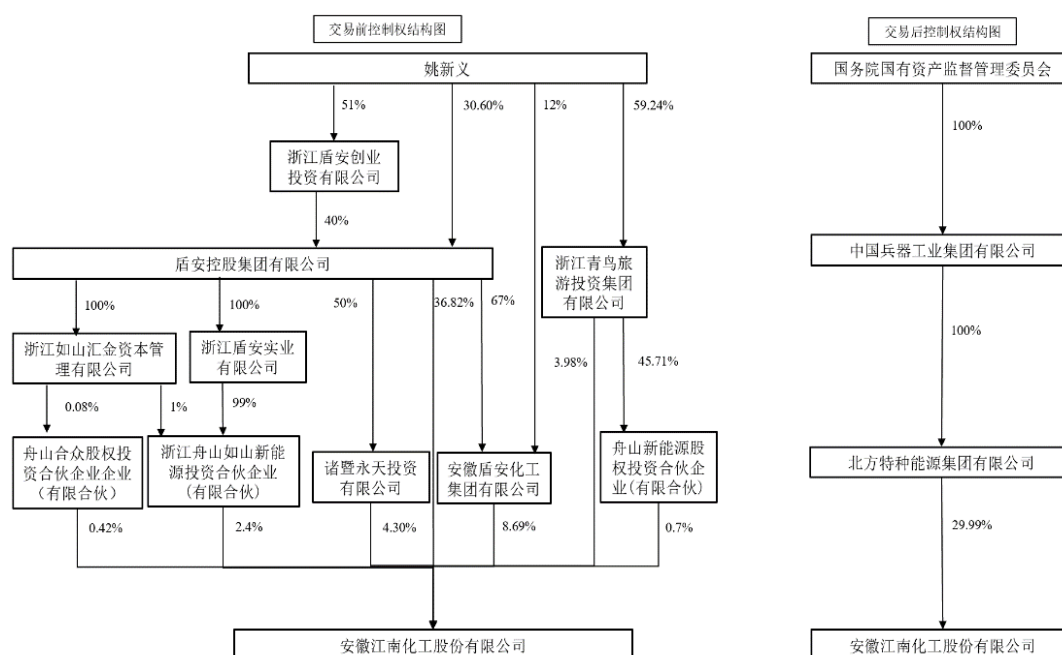 交易前控制权结构图
交易后控制权结构图
姚新义
国务院国有资产监督管理委员会
51%
30.60%
12%
59.24%
100%
浙江盾安创业
投资有限公司
40%
盾安控股集团有限公司
浙江青鸟旅
游投资集团
有限公司
中国兵器工业集团有限公司
100%
100%
50%
36.82%
67%
浙江如山汇金资本管
理有限公司
浙江盾安实业
有限公司
3.98%
45.71%
100%
0.08%
1%
99%
舟山合众股权投
资合伙企业企业
（有限合伙）
浙江舟山如山新能
源投资合伙企业
(有限合伙)
诸暨永天投资
有限公司
安徽盾安化工
集团有限公司
舟山新能源股
权投资合伙企
业(有限合伙)
北方特种能源集团有限公司
0.42%
2.4%
4.30%
8.69%
0.7%
29.99%
安徽江南化工股份有限公司
安徽江南化工股份有限公司